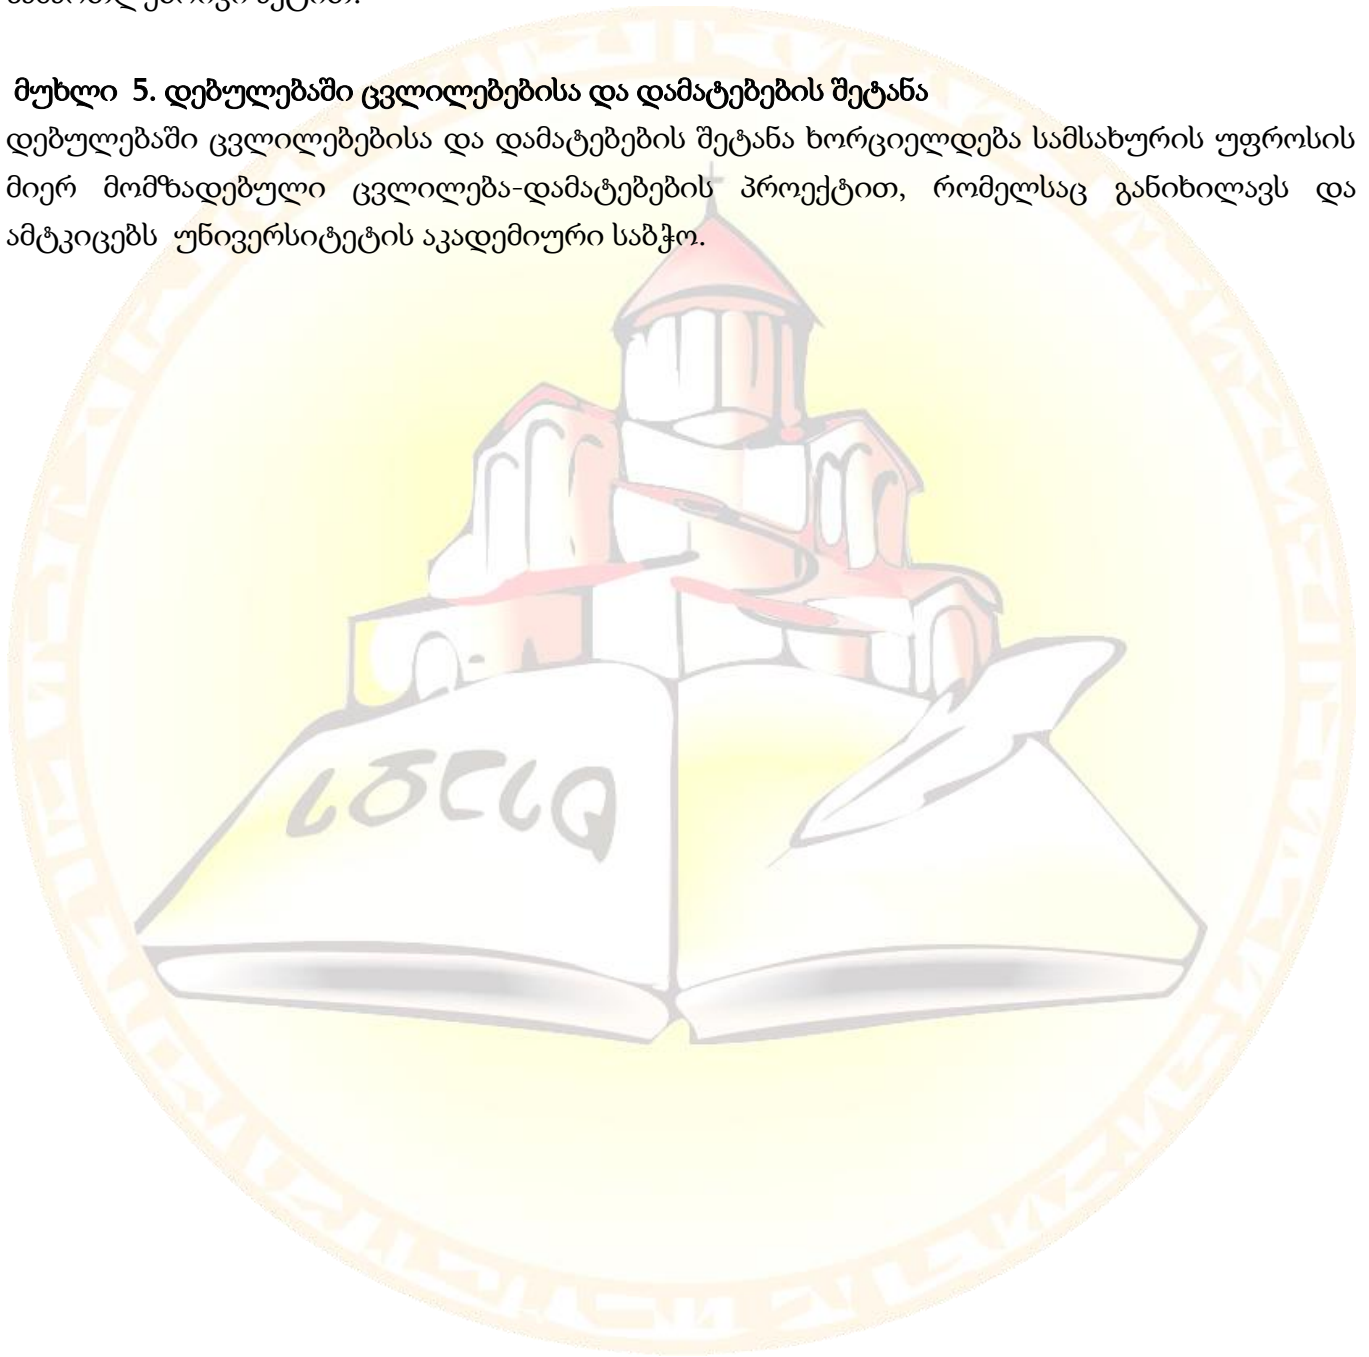 მუხლი 5. დებულებაში ცვლილებებისა და დამატებების შეტანა
დებულებაში ცვლილებებისა და დამატებების შეტანა ხორციელდება სამსახურის უფროსის
მიერ მომზადებული ცვლილება-დამატებების პროექტით, რომელსაც განიხილავს და
ამტკიცებს უნივერსიტეტის აკადემიური საბჭო.